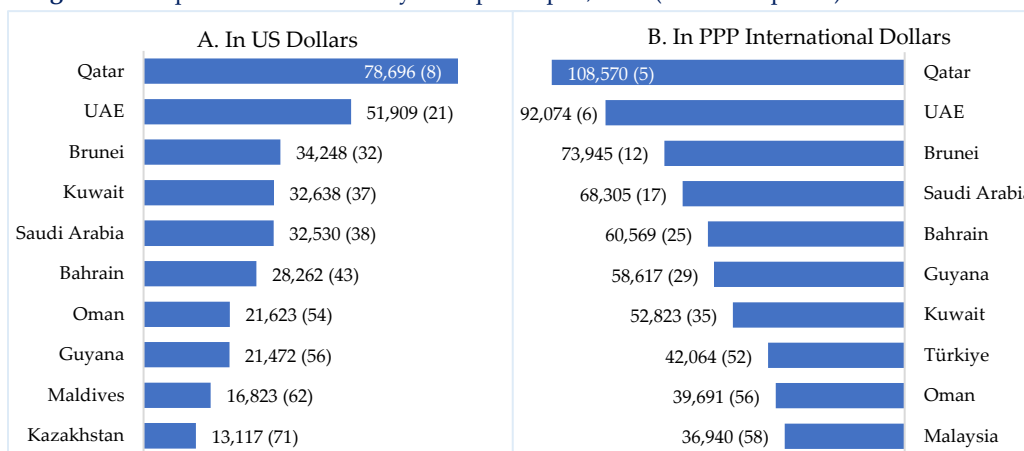 A. In US Dollars
Qatar 78,696 (8)
UAE 51,909 (21)
Brunei 34,248 (32)
Kuwait 32,638 (37)
Saudi Arabia 32,530 (38)
Bahrain 28,262 (43)
Oman 21,623 (54)
Guyana 21,472 (56)
Maldives 16,823 (62)
Kazakhstan 13,117 (71)
B. In PPP International Dollars
108,570 (5) Qatar
92,074 (6) UAE
73,945 (12) Brunei
68,305 (17) Saudi Arabia
60,569 (25) Bahrain
58,617 (29) Guyana
52,823 (35) Kuwait
42,064 (52) Türkiye
39,691 (56) Oman
36,940 (58) Malaysia